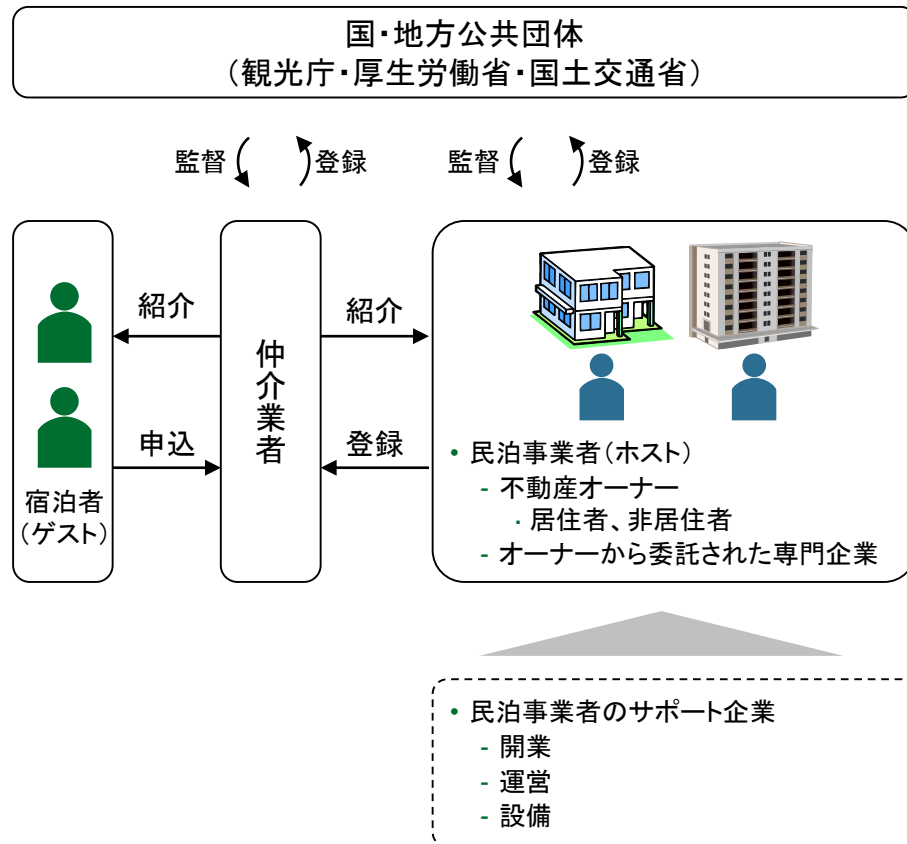 国・地方公共団体
（観光庁・厚生労働省・国土交通省）
監督
登録
監督
登録
紹介
紹介
仲介業者
申込
登録
宿泊者
（ゲスト）
• 民泊事業者（ホスト）
- 不動産オーナー
・居住者、非居住者
- オーナーから委託された専門企業
• 民泊事業者のサポート企業
- 開業
- 運営
- 設備